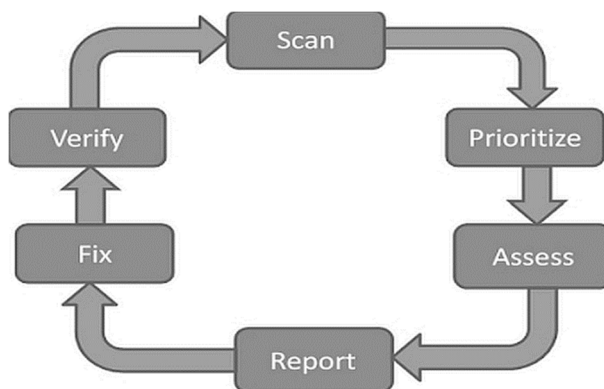 Scan
Prioritize
Assess
Report
Fix
Verify